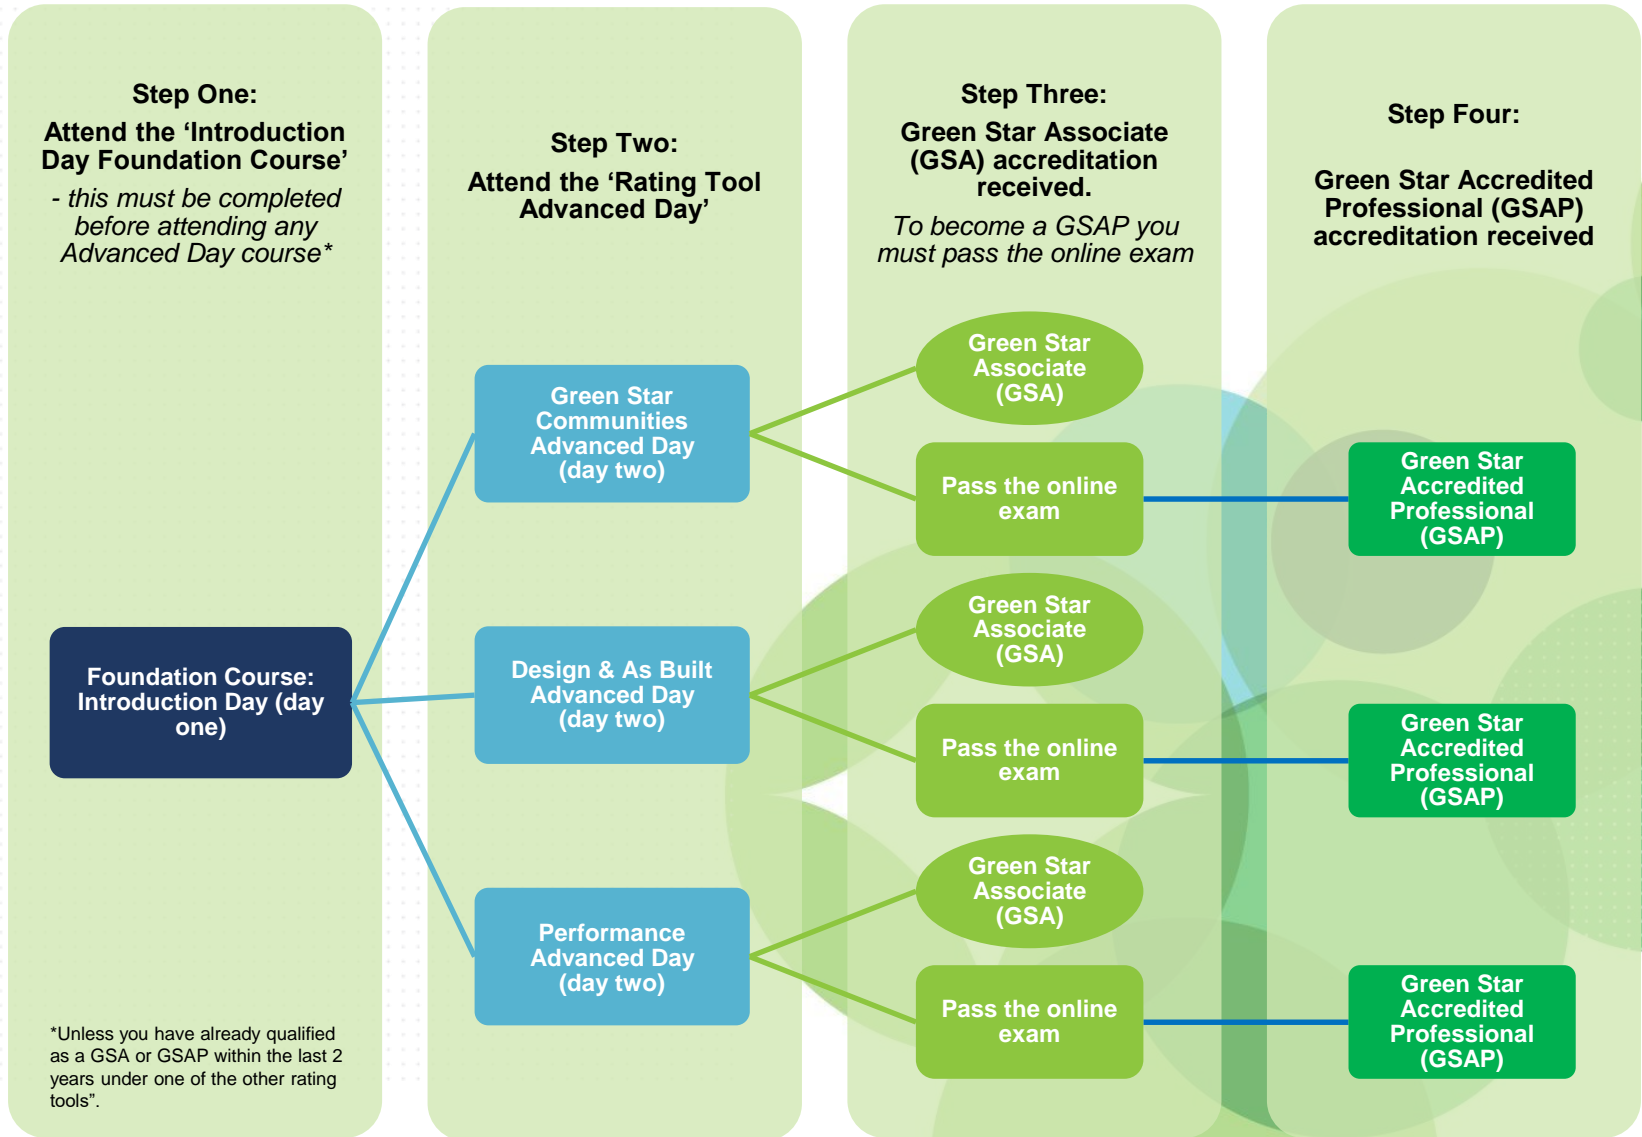 Step One:
Attend the ‘Introduction
Day Foundation Course’
- this must be completed
before attending any
Advanced Day course*
Foundation Course:
Introduction Day (day
one)
*Unless you have already qualified
as a GSA or GSAP within the last 2
years under one of the other rating
tools”.
Step Two:
Attend the ‘Rating Tool
Advanced Day’
Green Star
Communities
Advanced Day
(day two)
Design & As Built
Advanced Day
(day two)
Performance
Advanced Day
(day two)
Step Three:
Green Star Associate
(GSA) accreditation
received.
To become a GSAP you
must pass the online exam
Green Star
Associate
(GSA)
Pass the online
exam
Green Star
Associate
(GSA)
Pass the online
exam
Green Star
Associate
(GSA)
Pass the online
exam
Step Four:
Green Star Accredited
Professional (GSAP)
accreditation received
Green Star
Accredited
Professional
(GSAP)
Green Star
Accredited
Professional
(GSAP)
Green Star
Accredited
Professional
(GSAP)